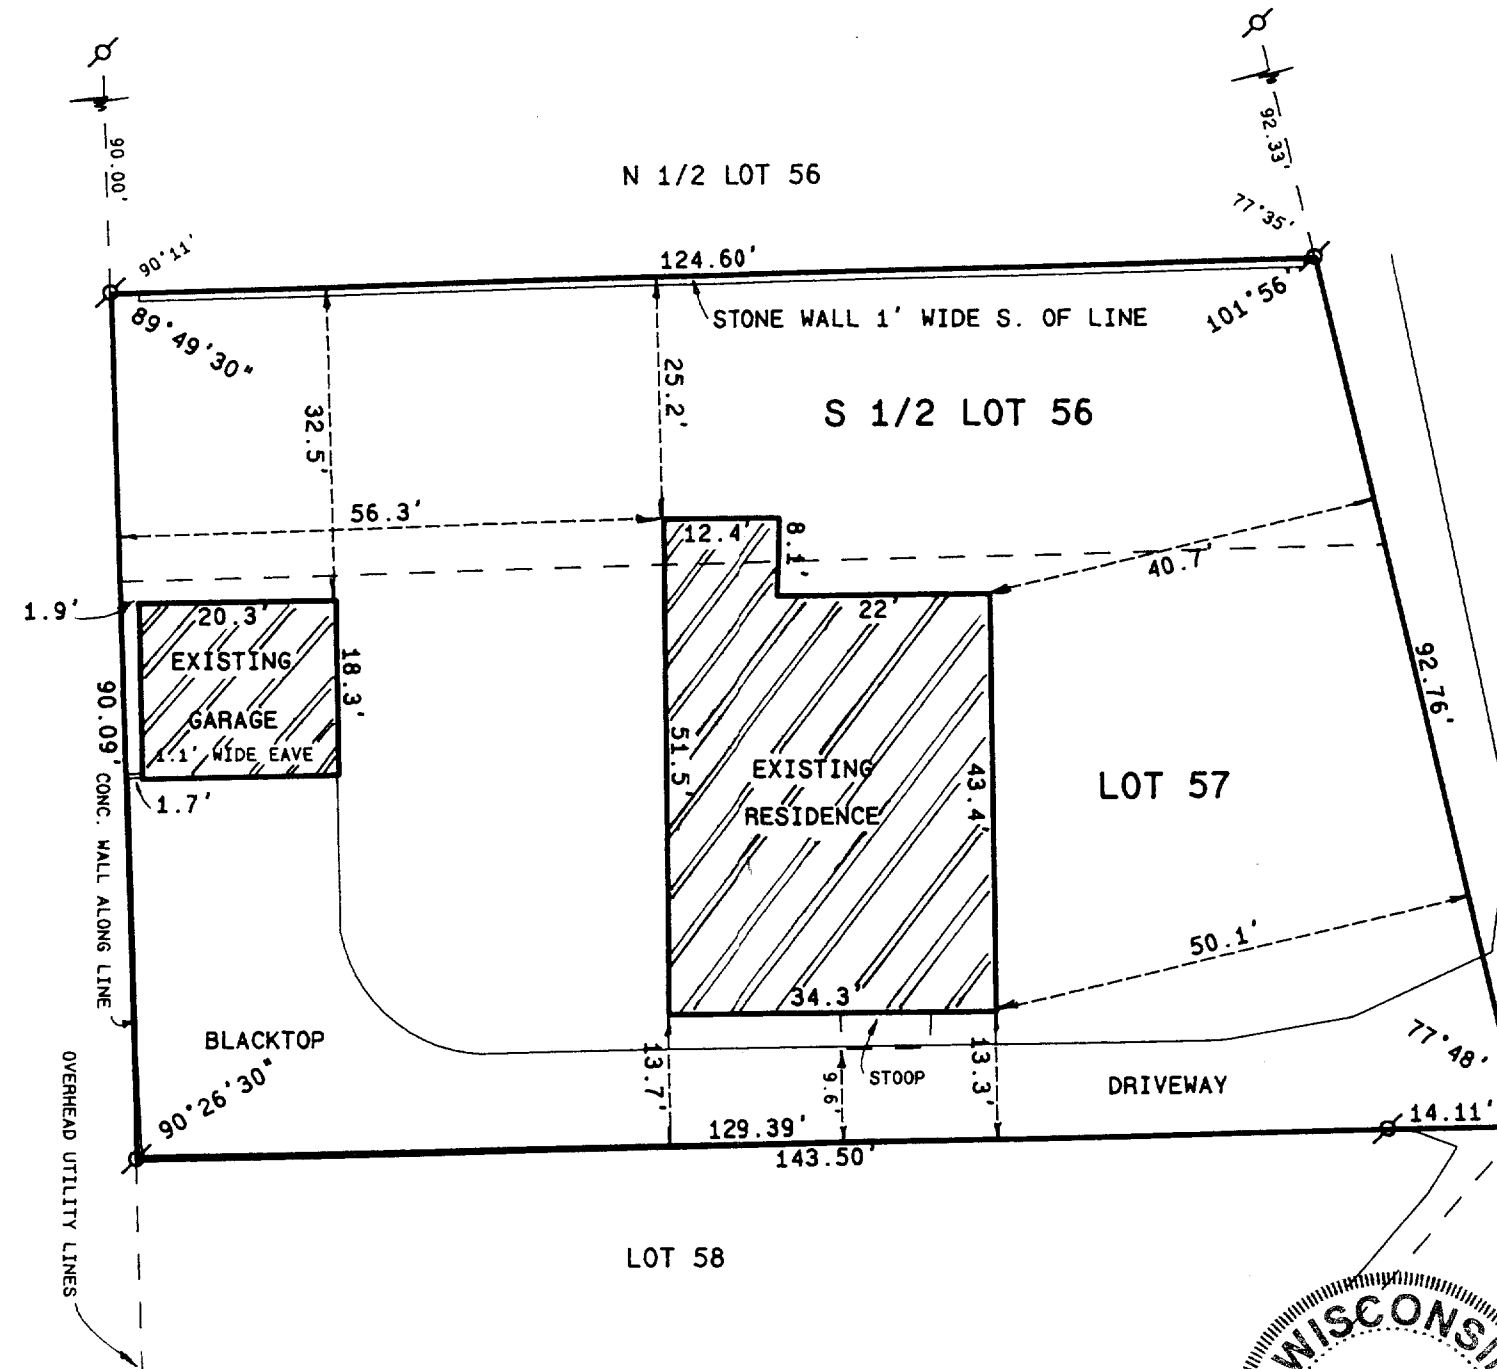 90.00'
92.33'
N 1/2 LOT 56
77°35'
90°11'
124.60'
89°49'30"
101°56'
STONE WALL 1' WIDE S. OF LINE
25.2'
32.5'
S 1/2 LOT 56
56.3'
12.4'
8.1'
40.7'
1.9'
20.3'
22'
EXISTING
GARAGE
1.1' WIDE EAVE
18.3'
92.76'
90.09'
CONC. WALL ALONG LINE
1.7'
51.5'
EXISTING
RESIDENCE
43.4'
LOT 57
50.1'
34.3'
BLACKTOP
90°26'30"
13.7'
9.6'
STOOP
13.3'
DRIVEWAY
77°48'
14.11'
129.39'
143.50'
OVERHEAD UTILITY LINES
LOT 58
WISCONSI